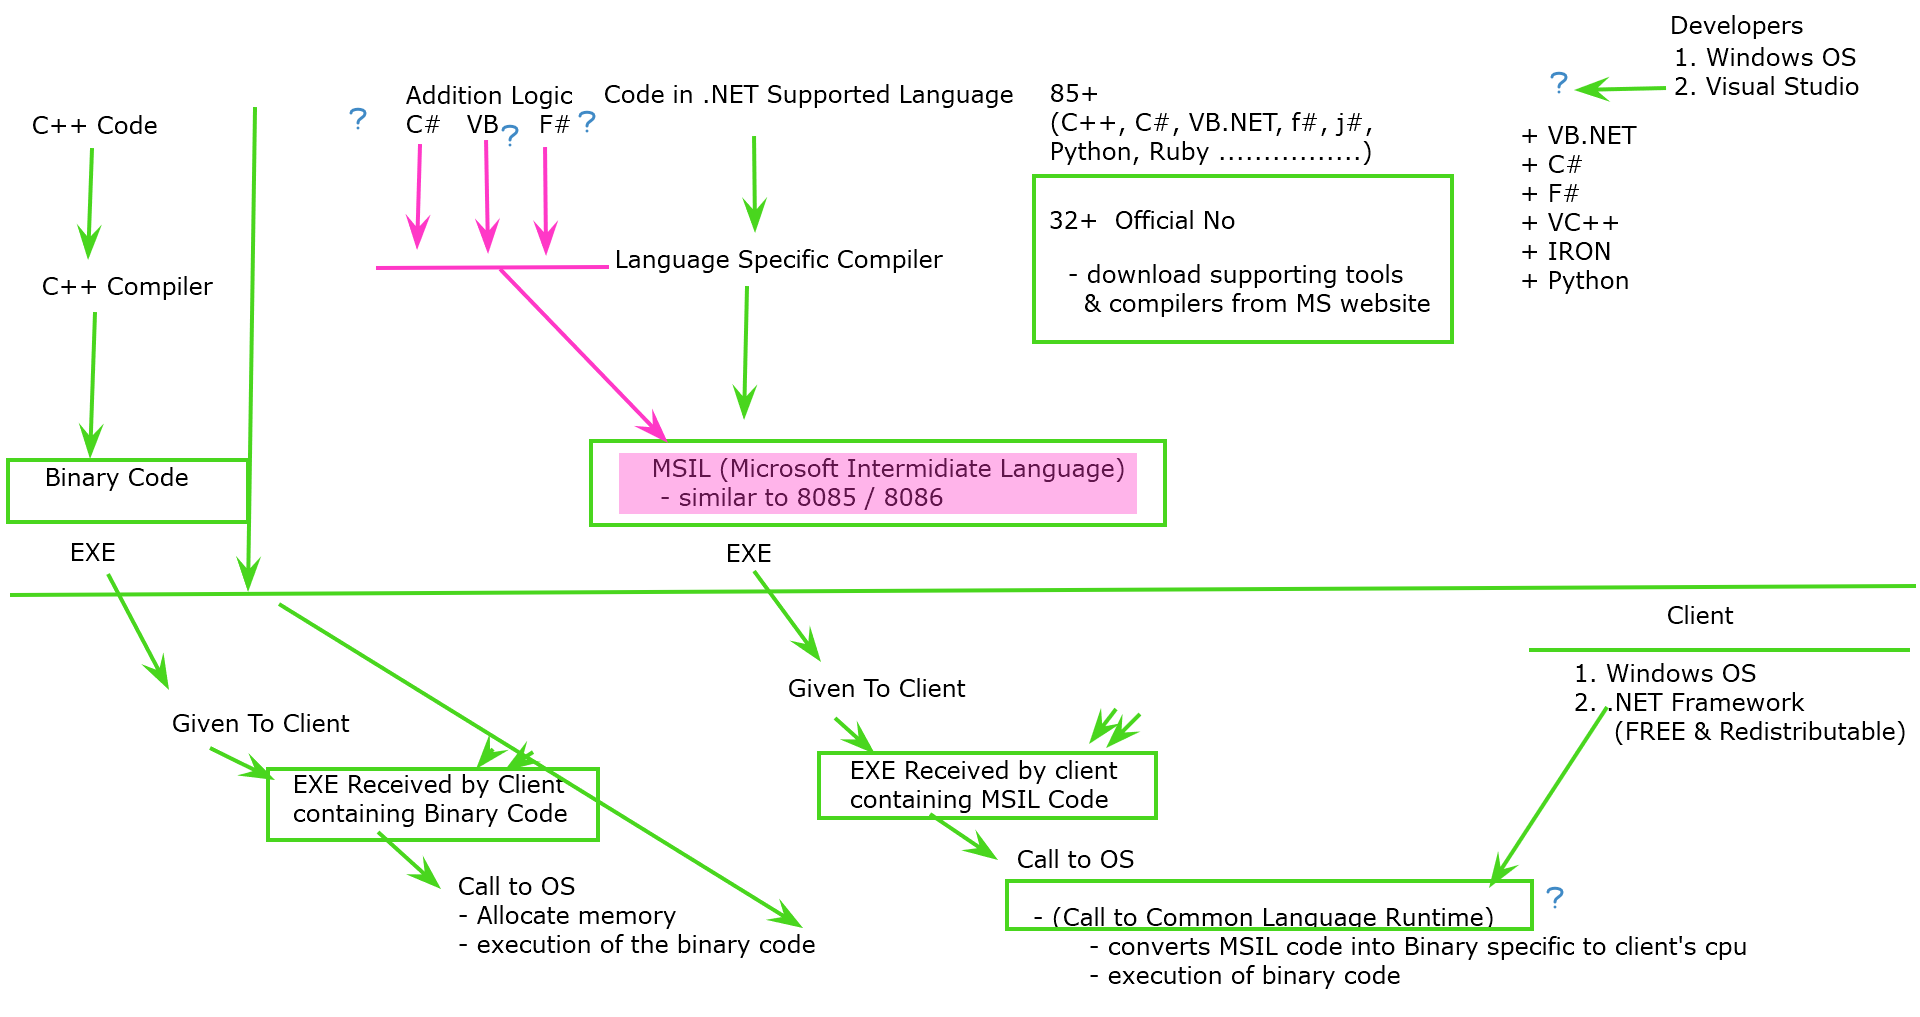 Developers
1. Windows OS
2. Visual Studio
?
+ VB.NET
+ C#
+ F#
+ VC++
+ IRON
+ Python
C++ Code
C++ Compiler
Binary Code
EXE
?
Addition Logic
C# VB ? F# ?
Code in .NET Supported Language
Language Specific Compiler
85+
(C++, C#, VB.NET, f#, j#,
Python, Ruby ................)
32+ Official No
- download supporting tools
& compilers from MS website
MSIL (Microsoft Intermidiate Language)
- similar to 8085 / 8086
EXE
Given To Client
EXE Received by Client
containing Binary Code
Call to OS
- Allocate memory
- execution of the binary code
Given To Client
EXE Received by client
containing MSIL Code
Call to OS
- (Call to Common Language Runtime)
?
- converts MSIL code into Binary specific to client's cpu
- execution of binary code
Client
1. Windows OS
2. .NET Framework
(FREE & Redistributable)